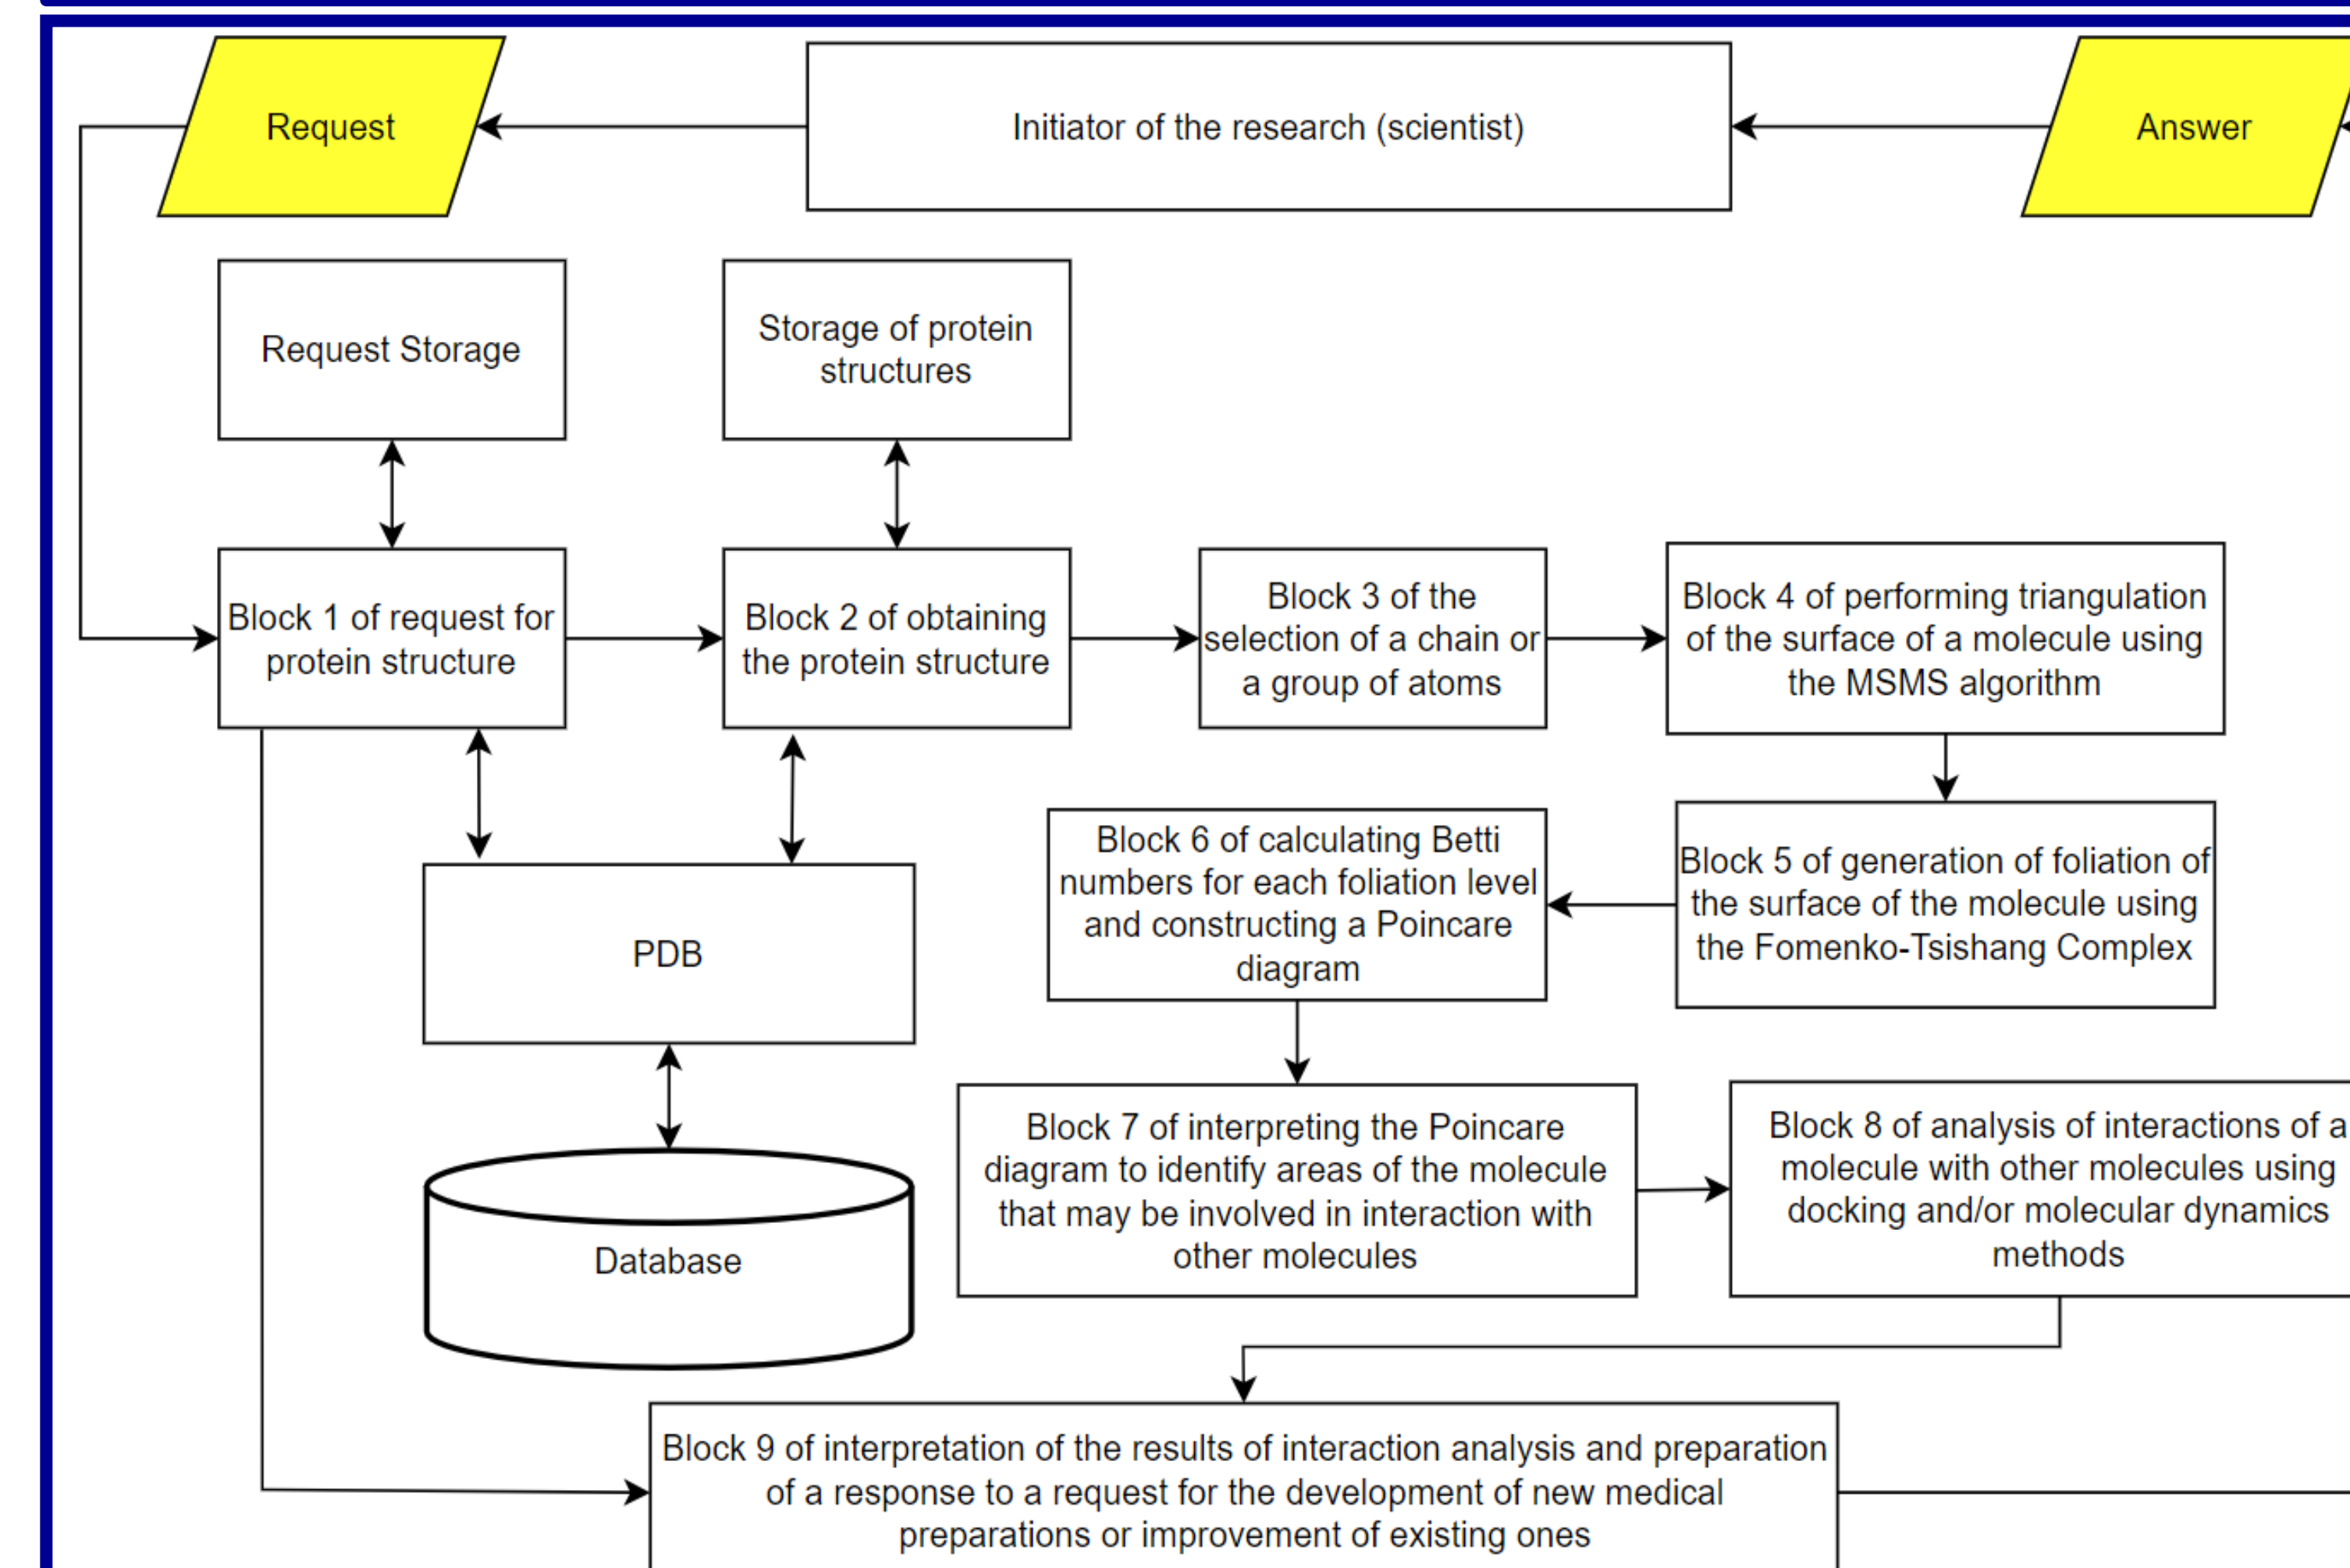 Request
Initiator of the research (scientist)
Answer
Request Storage
Storage of protein
structures
Block 1 of request for
protein structure
Block 2 of obtaining
the protein structure
Block 3 of the
selection of a chain or
a group of atoms
Block 4 of performing triangulation
of the surface of a molecule using
the MSMS algorithm
Block 6 of calculating Betti
numbers for each foliation level
and constructing a Poincare
diagram
Block 5 of generation of foliation of
the surface of the molecule using
the Fomenko-Tsishang Complex
PDB
Database
Block 7 of interpreting the Poincare
diagram to identify areas of the molecule
that may be involved in interaction with
other molecules
Block 8 of analysis of interactions of a
molecule with other molecules using
docking and/or molecular dynamics
methods
Block 9 of interpretation of the results of interaction analysis and preparation
of a response to a request for the development of new medical
preparations or improvement of existing ones